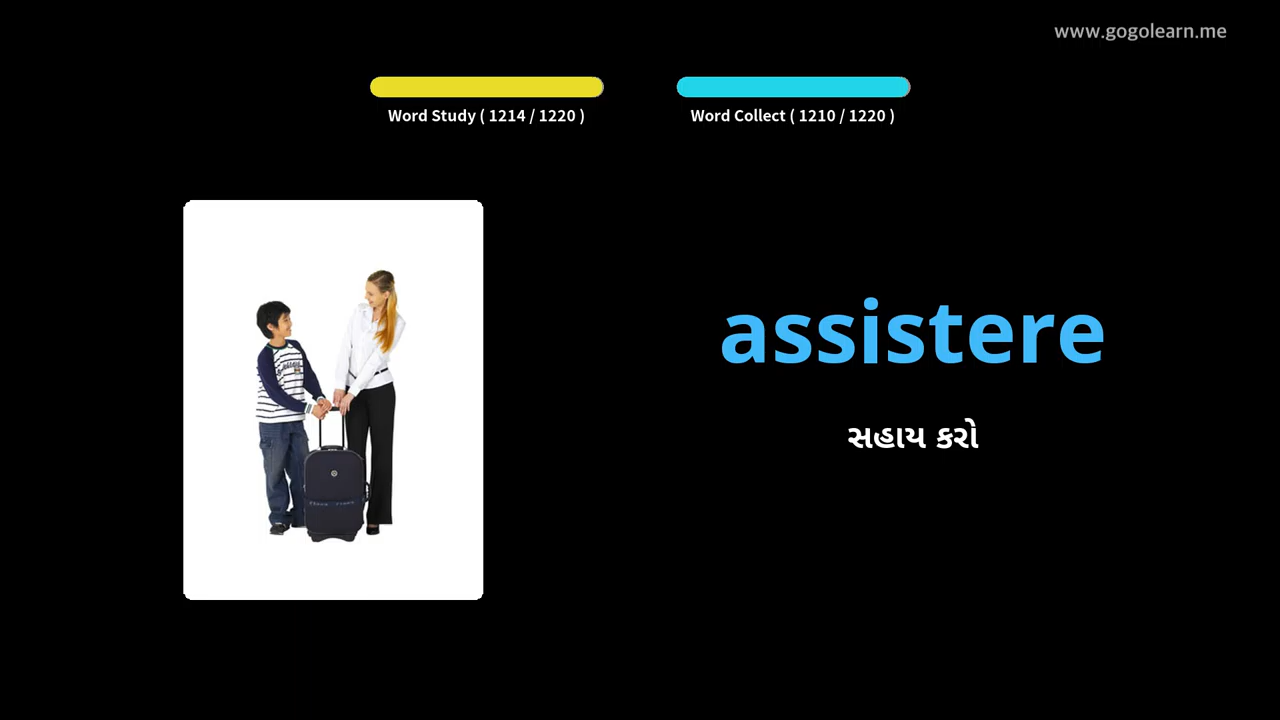 www.gogolearn.me
Word Study ( 1214 / 1220 )
Word Collect ( 1210 / 1220 )
assistere
સહાય કરો